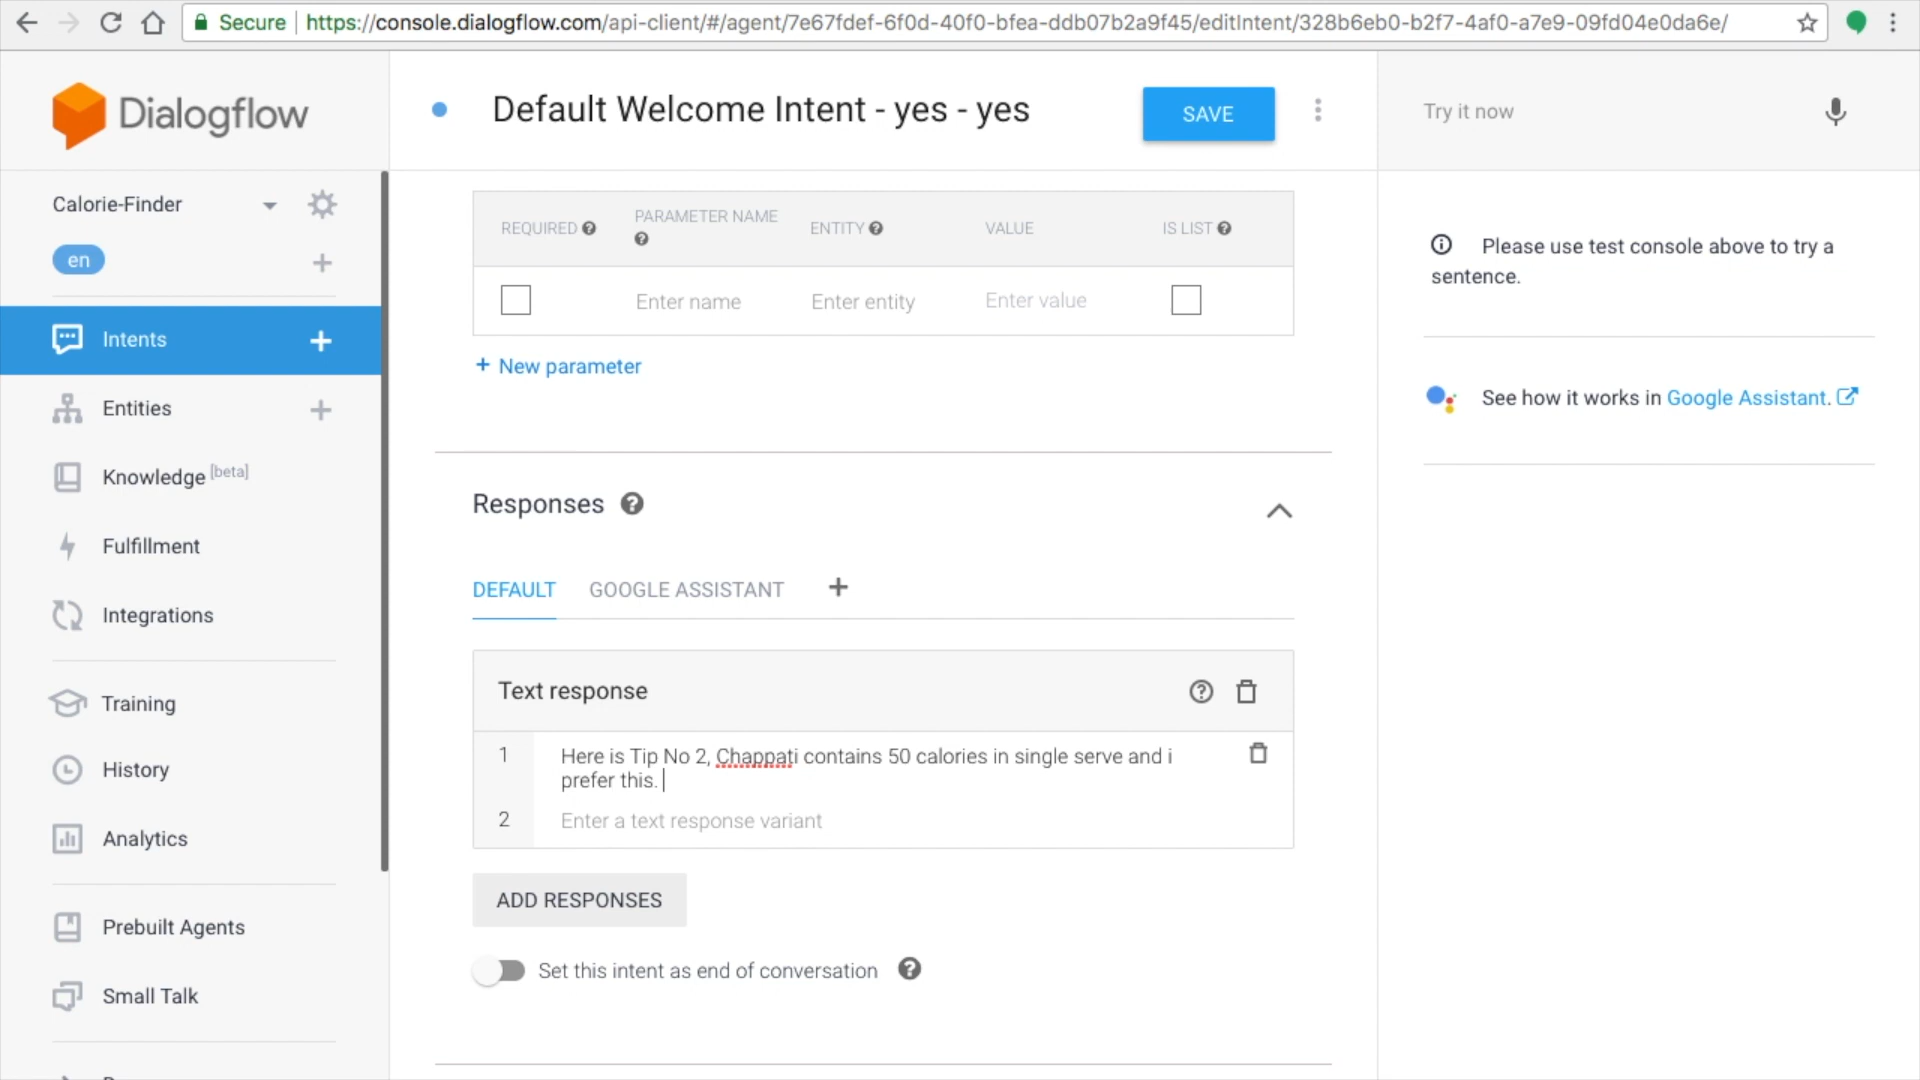 Secure | https://console.dialogflow.com/api-client/#/agent/7e67fdef-6f0d-40f0-bfea-ddb07b2a9f45/editIntent/328b6eb0-b2f7-4af0-a7e9-09fd04e0da6e/
Dialogflow
Default Welcome Intent - yes - yes
SAVE
Try it now
Calorie-Finder
en
Intents
Entities
Knowledge [beta]
Fulfillment
Integrations
Training
History
Analytics
Prebuilt Agents
Small Talk
REQUIRED
PARAMETER NAME
ENTITY
VALUE
IS LIST
Enter name
Enter entity
Enter value
+ New parameter
Responses
DEFAULT
GOOGLE ASSISTANT
Text response
1
Here is Tip No 2, Chappati contains 50 calories in single serve and i
prefer this.
2
Enter a text response variant
ADD RESPONSES
Set this intent as end of conversation
Please use test console above to try a
sentence.
See how it works in Google Assistant.